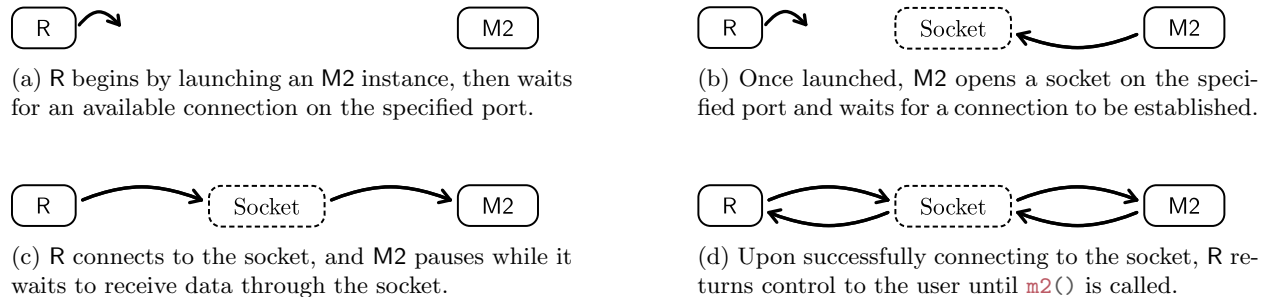 R
M2
(a) R begins by launching an M2 instance, then waits
for an available connection on the specified port.
R
Socket
M2
(b) Once launched, M2 opens a socket on the speci-
fied port and waits for a connection to be established.
R
Socket
M2
(c) R connects to the socket, and M2 pauses while it
waits to receive data through the socket.
R
Socket
M2
(d) Upon successfully connecting to the socket, R re-
turns control to the user until m2() is called.